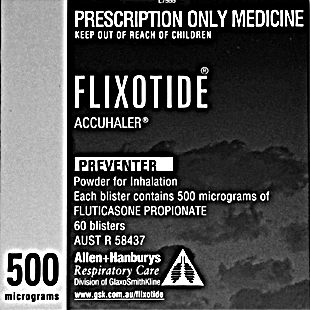 PRESCRIPTION ONLY MEDICINE
KEEP OUT OF REACH OF CHILDREN
FLIXOTIDE®
ACCUHALER®
PREVENTER
Powder for Inhalation
Each blister contains 500 micrograms of
FLUTICASONE PROPIONATE
60 blisters
AUST R 58437
500
micrograms
Allen+Hanburys
Respiratory Care
Division of GlaxoSmithKline
www.gsk.com.au/flixotide